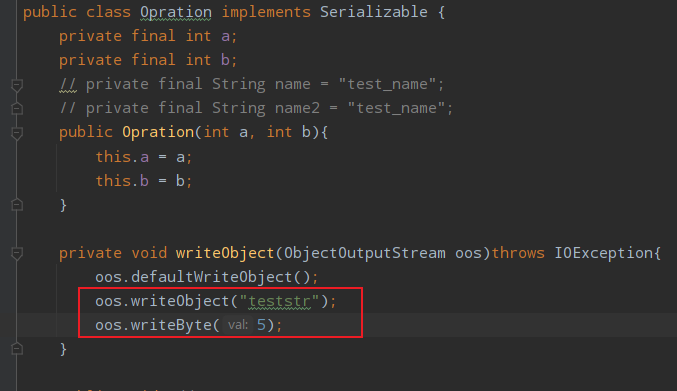 public class Opration implements Serializable {
private final int a;
private final int b;
// private final String name = "test_name";
// private final String name2 = "test_name";
public Opration(int a, int b){
this.a = a;
this.b = b;
}
private void writeObject(ObjectOutputStream oos)throws IOException{
oos.defaultWriteObject();
oos.writeObject("teststr");
oos.writeByte( val: 5);
}